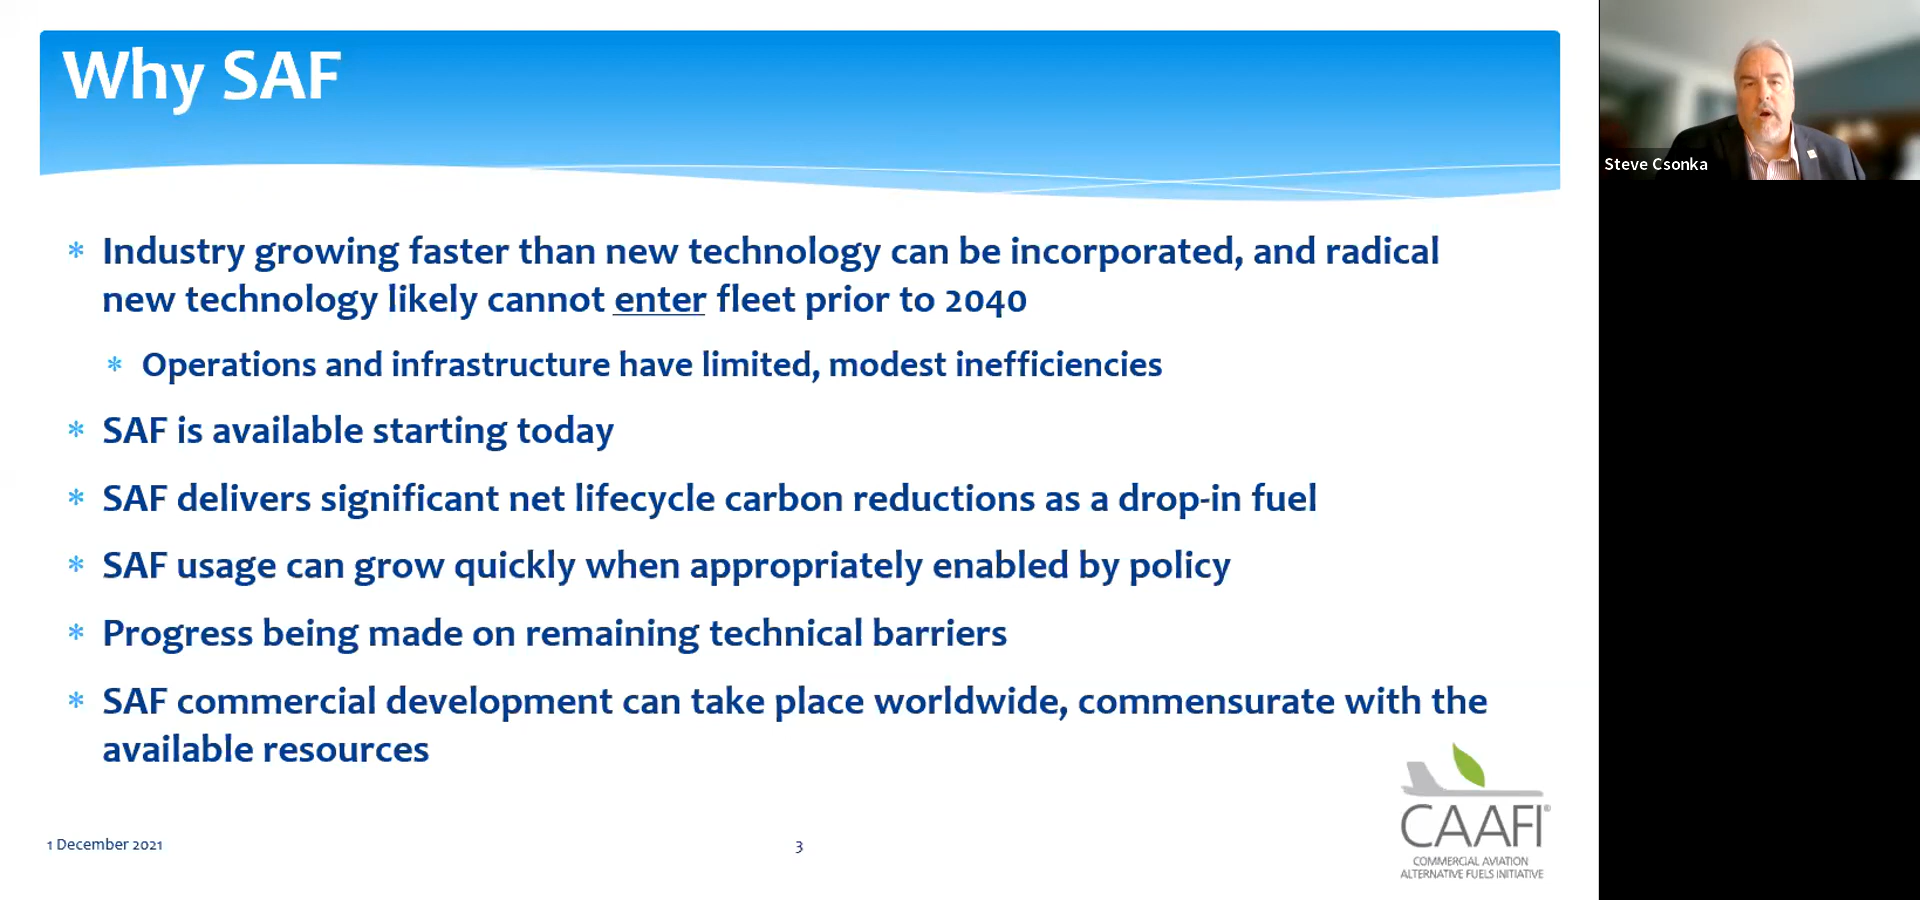 Why SAF
Steve Csonka
* Industry growing faster than new technology can be incorporated, and radical
new technology likely cannot enter fleet prior to 2040
* Operations and infrastructure have limited, modest inefficiencies
* SAF is available starting today
* SAF delivers significant net lifecycle carbon reductions as a drop-in fuel
* SAF usage can grow quickly when appropriately enabled by policy
* Progress being made on remaining technical barriers
* SAF commercial development can take place worldwide, commensurate with the
available resources
1 December 2021
3
CAAFI®
COMMERCIAL AVIATION
ALTERNATIVE FUELS INITIATIVE